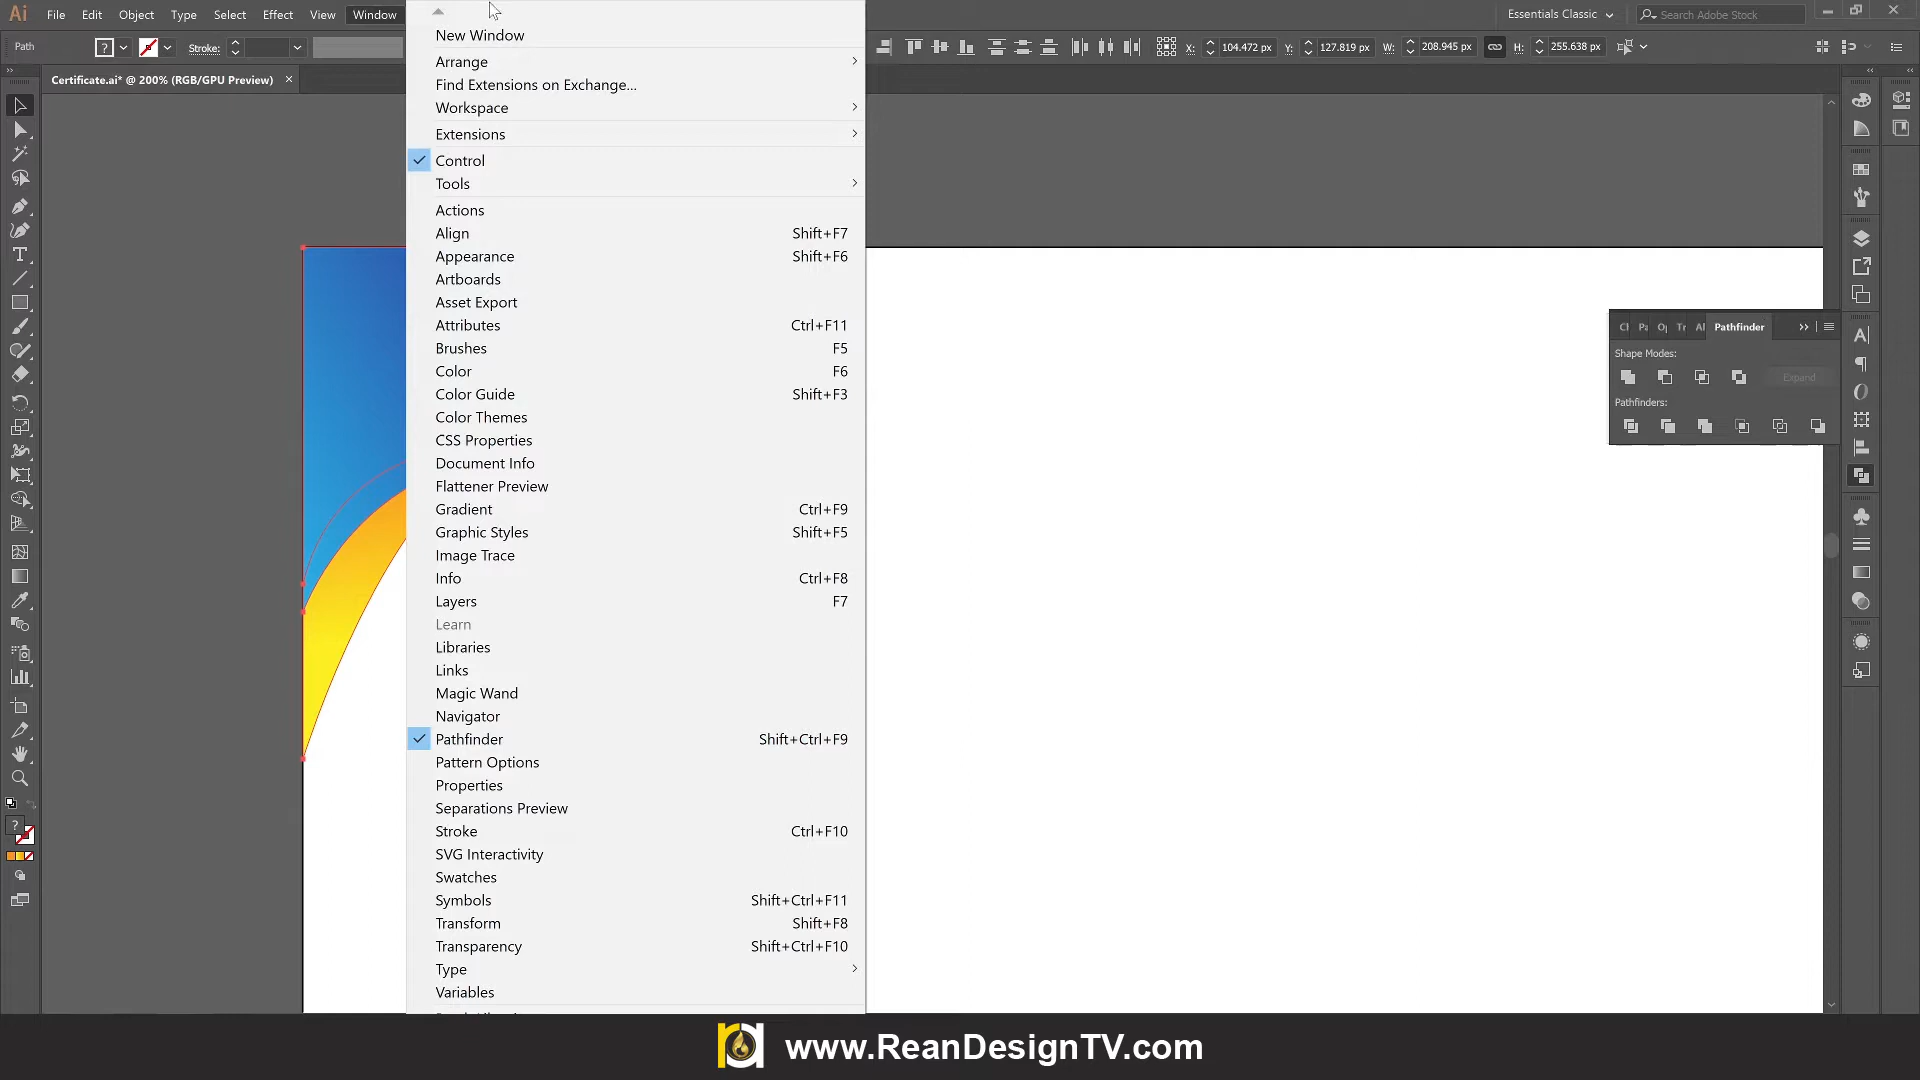 Ai File Edit Object Type Select Effect View Window Essentials Classic Search Adobe Stock
Path ? Stroke: X: 104.472 px Y: 127.819 px W: 208.945 px H: 255.638 px
Certificate.ai* @ 200% (RGB/GPU Preview)
New Window
Arrange
Find Extensions on Exchange...
Workspace
Extensions
Control
Tools
Actions
Align Shift+F7
Appearance Shift+F6
Artboards
Asset Export
Attributes Ctrl+F11
Brushes F5
Color F6
Color Guide Shift+F3
Color Themes
CSS Properties
Document Info
Flattener Preview
Gradient Ctrl+F9
Graphic Styles Shift+F5
Image Trace
Info Ctrl+F8
Layers F7
Learn
Libraries
Links
Magic Wand
Navigator
Pathfinder Shift+Ctrl+F9
Pattern Options
Properties
Separations Preview
Stroke Ctrl+F10
SVG Interactivity
Swatches
Symbols Shift+Ctrl+F11
Transform Shift+F8
Transparency Shift+Ctrl+F10
Type
Variables
Pathfinder
Shape Modes:
Expand
Pathfinders:
?
www.ReanDesignTV.com